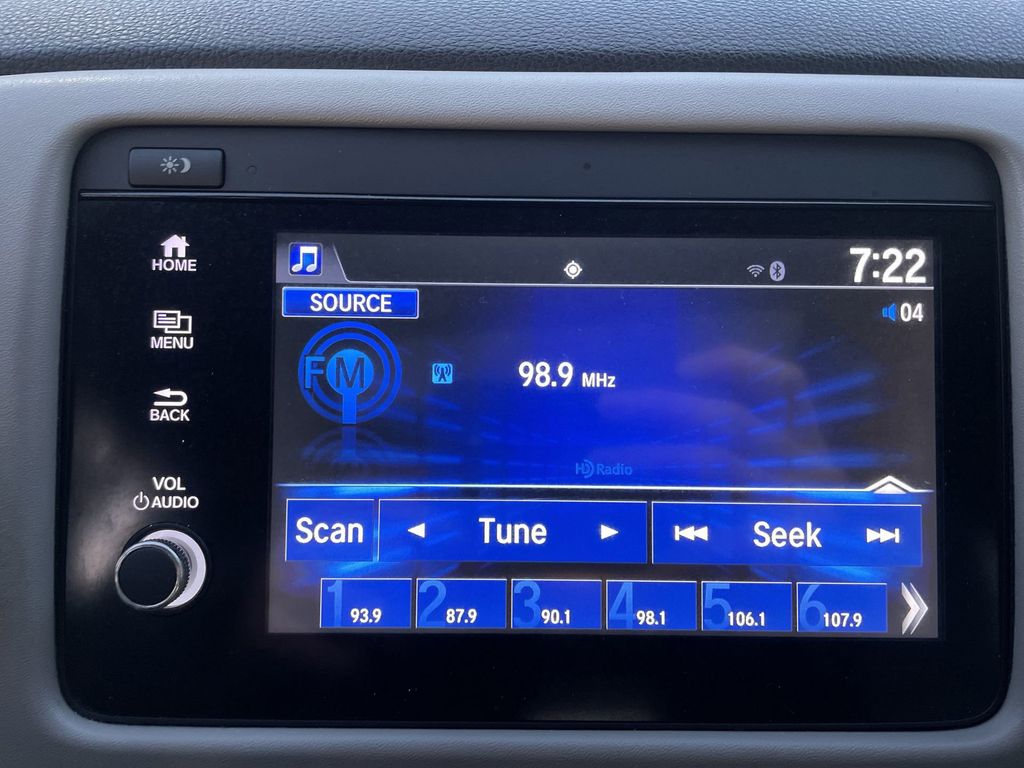 HOME
MENU
BACK
VOL
AUDIO
7:22
SOURCE
04
FM
98.9 MHz
HD Radio
Scan
Tune
Seek
1 93.9
2 87.9
3 90.1
4 98.1
5 106.1
6 107.9